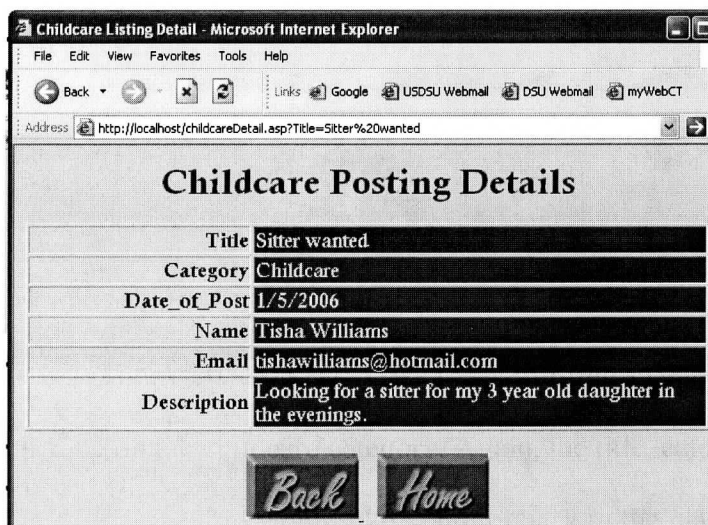 Childcare Listing Detail - Microsoft Internet Explorer
File Edit View Favorites Tools Help
Back Links Google USDSU Webmail DSU Webmail myWebCT
Address http://localhost/childcareDetail.asp?Title=Sitter%20wanted
Childcare Posting Details
Title Sitter wanted
Category Childcare
Date_of_Post 1/5/2006
Name Tisha Williams
Email tishawilliams@hotmail.com
Description Looking for a sitter for my 3 year old daughter in
the evenings.
Back Home